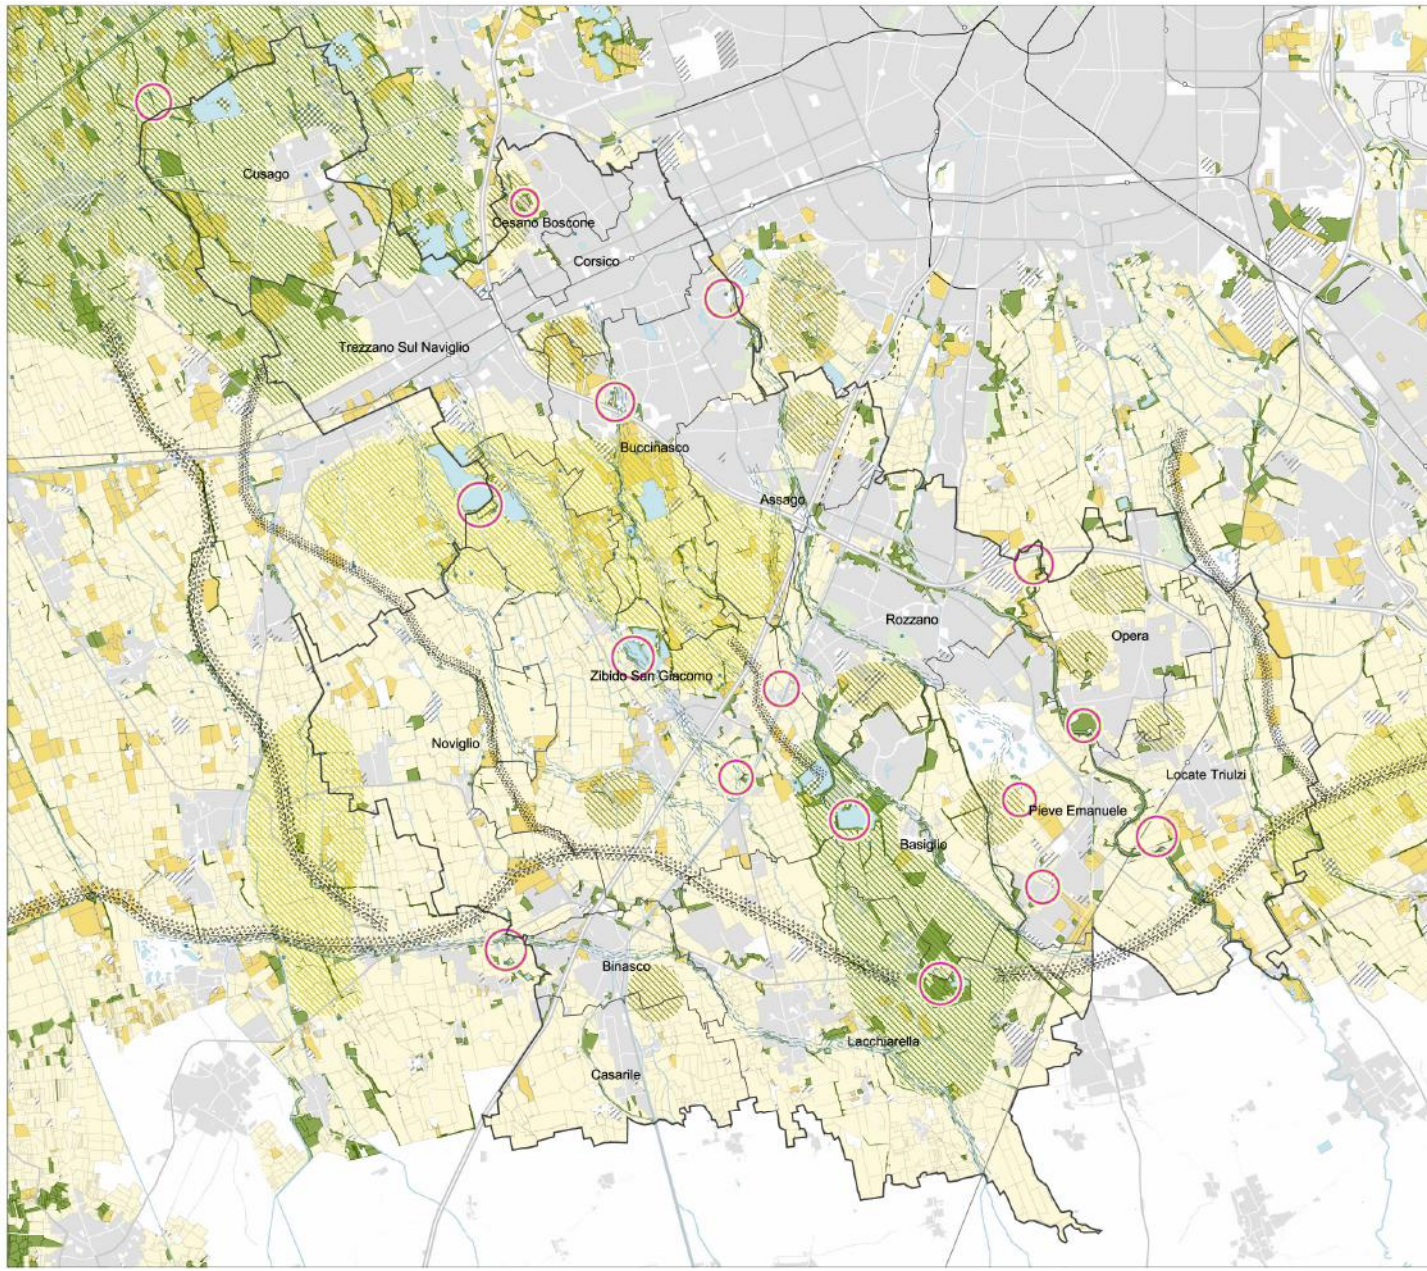 Cusago
Cesano Boscone
Corsico
Trezzano Sul Naviglio
Buccinasco
Assago
Rozzano
Opera
Zibido San Giacomo
Noviglio
Locate Triulzi
Pieve Emanuele
Basiglio
Binasco
Lacchiarella
Casarile